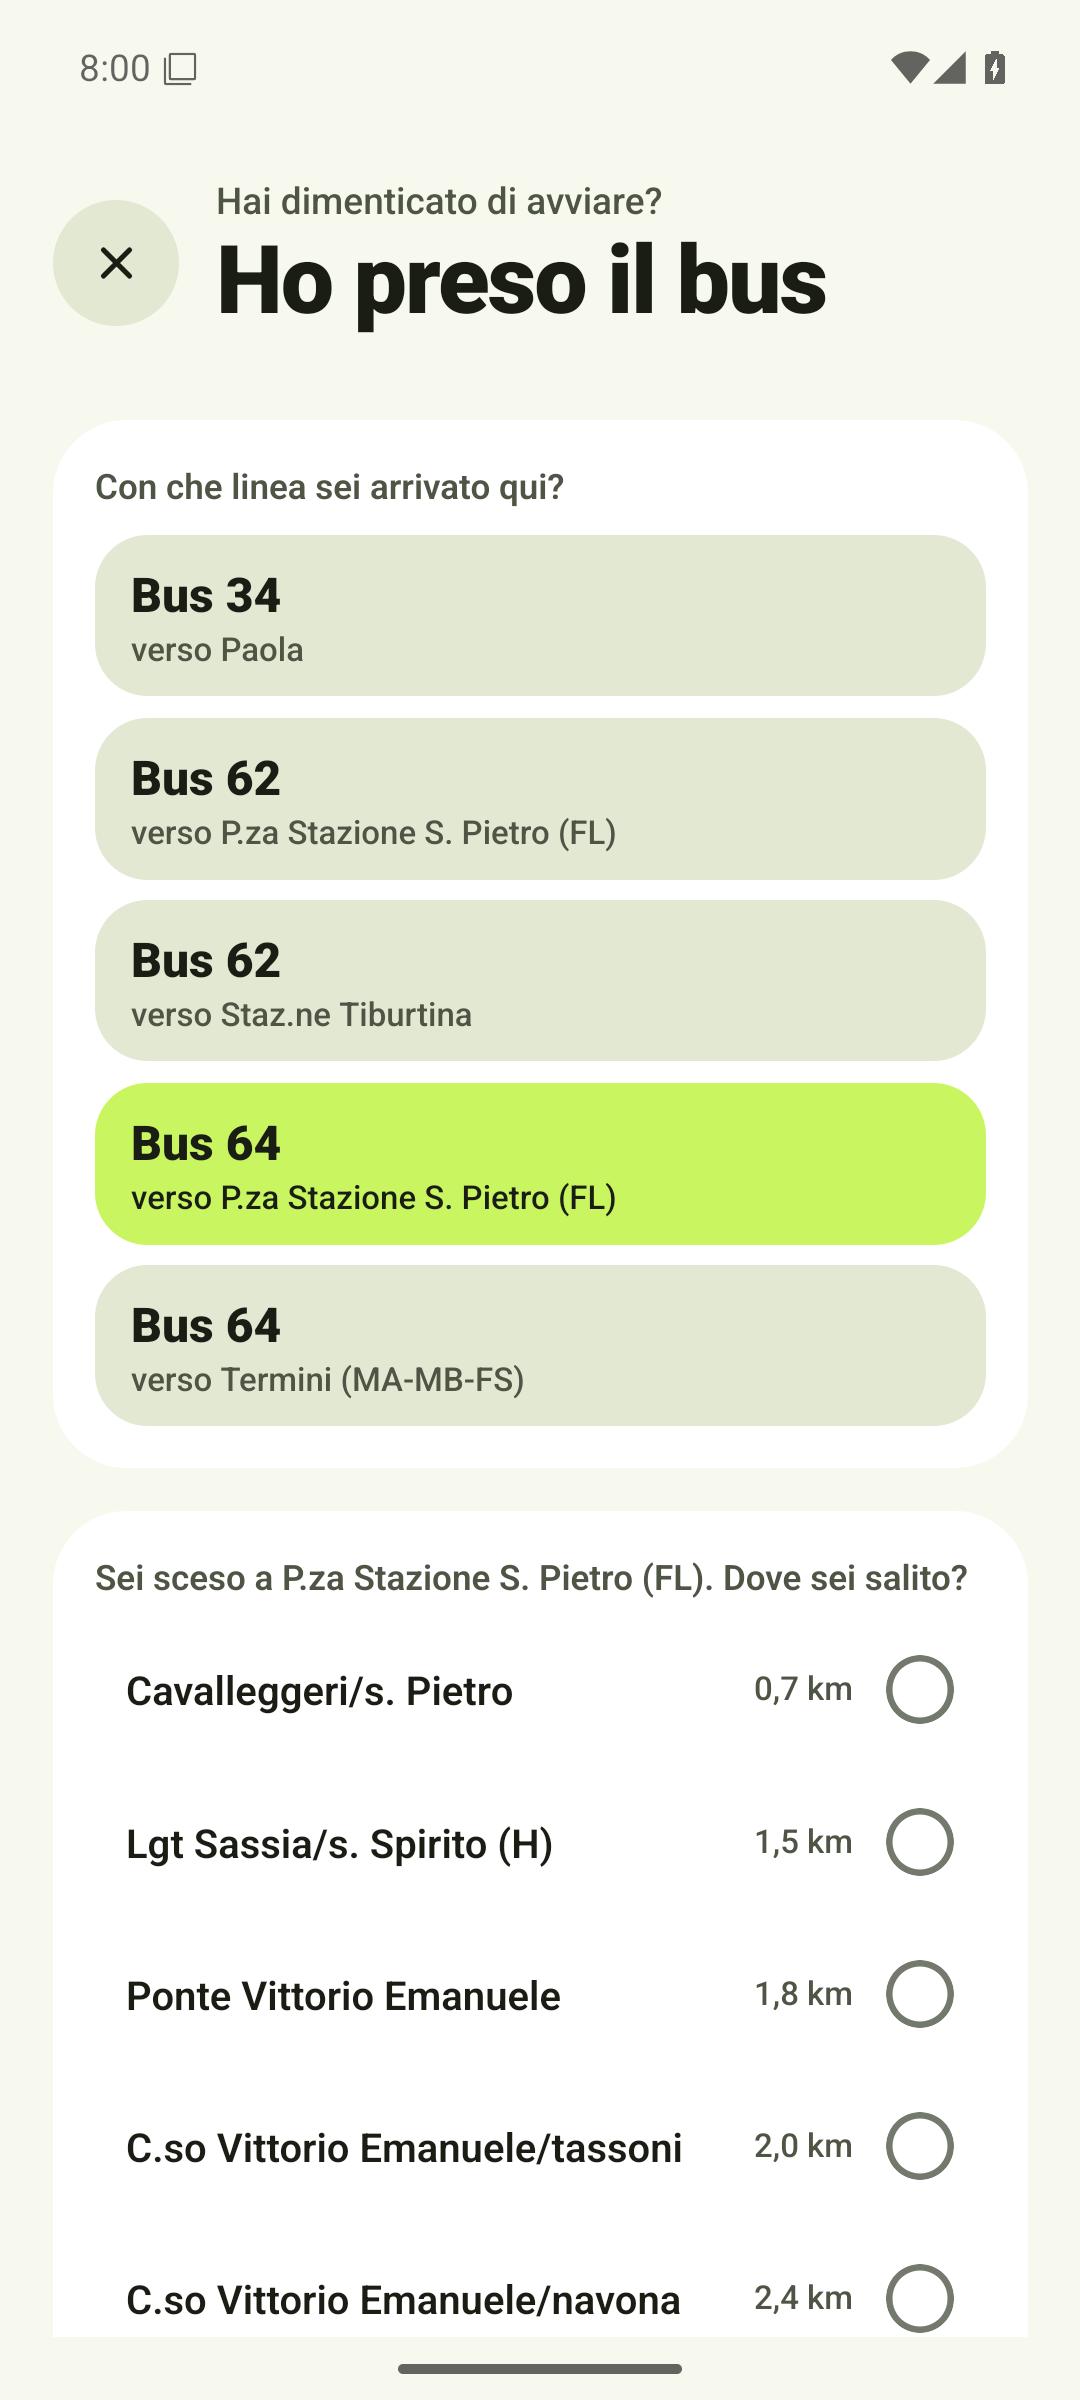 8:00
Hai dimenticato di avviare?
Ho preso il bus
Con che linea sei arrivato qui?
Bus 34
verso Paola
Bus 62
verso P.za Stazione S. Pietro (FL)
Bus 62
verso Staz.ne Tiburtina
Bus 64
verso P.za Stazione S. Pietro (FL)
Bus 64
verso Termini (MA-MB-FS)
Sei sceso a P.za Stazione S. Pietro (FL). Dove sei salito?
Cavalleggeri/s. Pietro 0,7 km
Lgt Sassia/s. Spirito (H) 1,5 km
Ponte Vittorio Emanuele 1,8 km
C.so Vittorio Emanuele/tassoni 2,0 km
C.so Vittorio Emanuele/navona 2,4 km